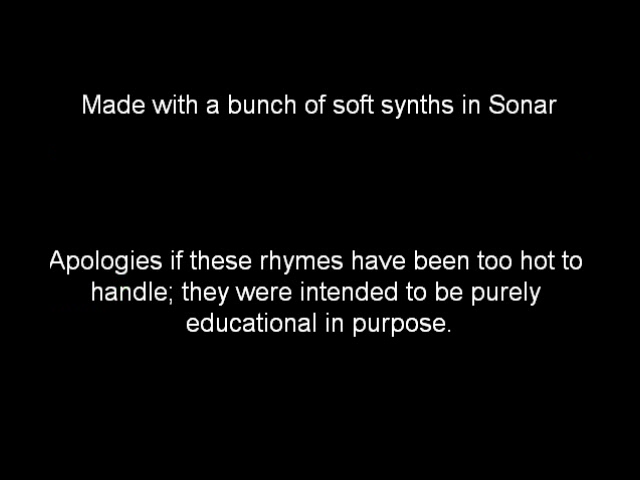 Made with a bunch of soft synths in Sonar
Apologies if these rhymes have been too hot to
handle; they were intended to be purely
educational in purpose.